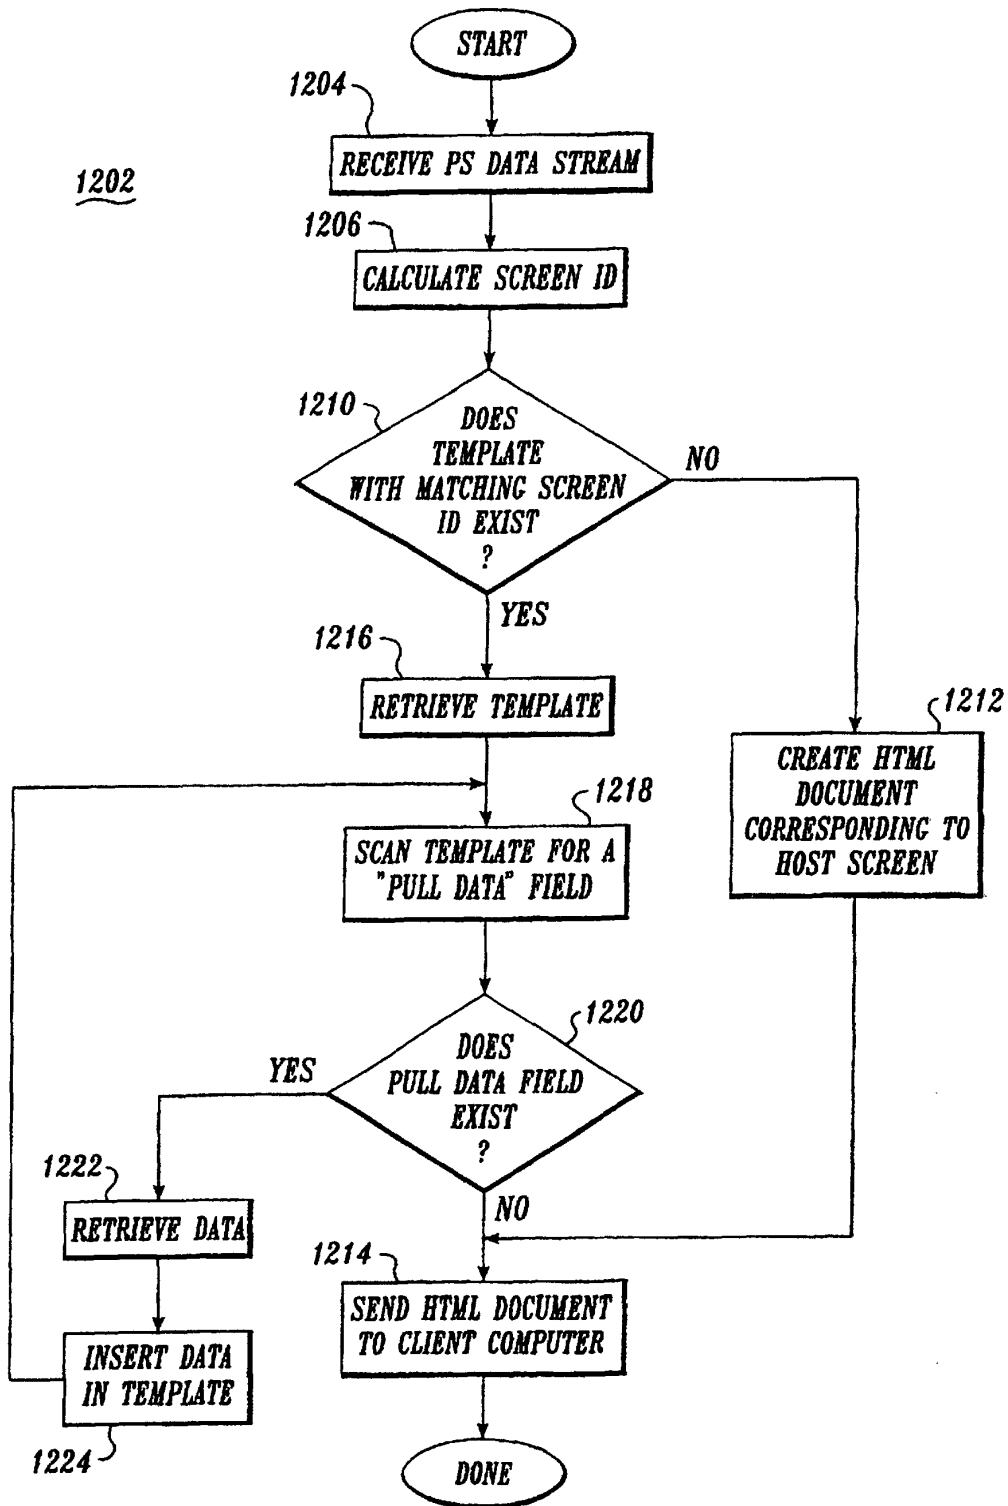 START
1204
RECEIVE PS DATA STREAM
1202
1206
CALCULATE SCREEN ID
1210
DOES
TEMPLATE
WITH MATCHING SCREEN
ID EXIST
?
NO
YES
1216
RETRIEVE TEMPLATE
1212
CREATE HTML
DOCUMENT
CORRESPONDING TO
HOST SCREEN
1218
SCAN TEMPLATE FOR A
"PULL DATA" FIELD
1220
DOES
PULL DATA FIELD
EXIST
?
YES
NO
1222
RETRIEVE DATA
INSERT DATA
IN TEMPLATE
1224
1214
SEND HTML DOCUMENT
TO CLIENT COMPUTER
DONE